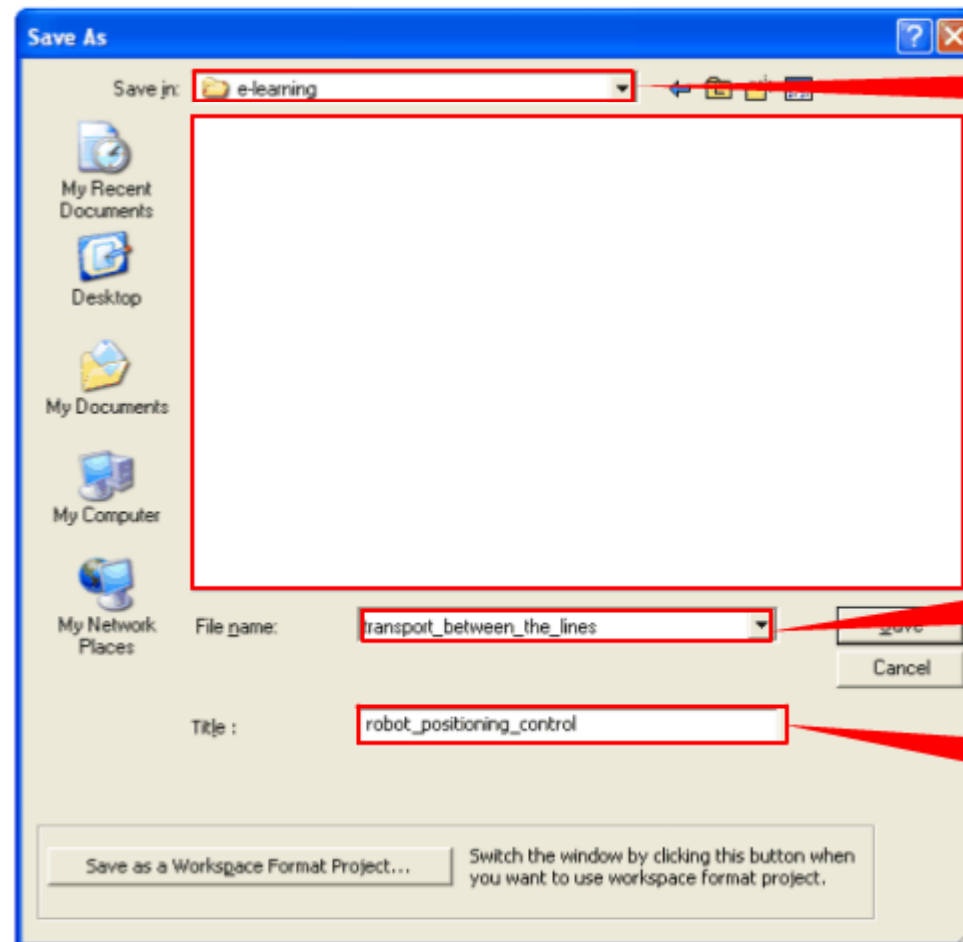 Save As
Save in:
e-learning
My Recent
Documents
Desktop
My Documents
My Computer
My Network
Places
File name:
transport_between_the_lines
Save
Cancel
Title :
robot_positioning_control
Save as a Workspace Format Project...
Switch the window by clicking this button when
you want to use workspace format project.